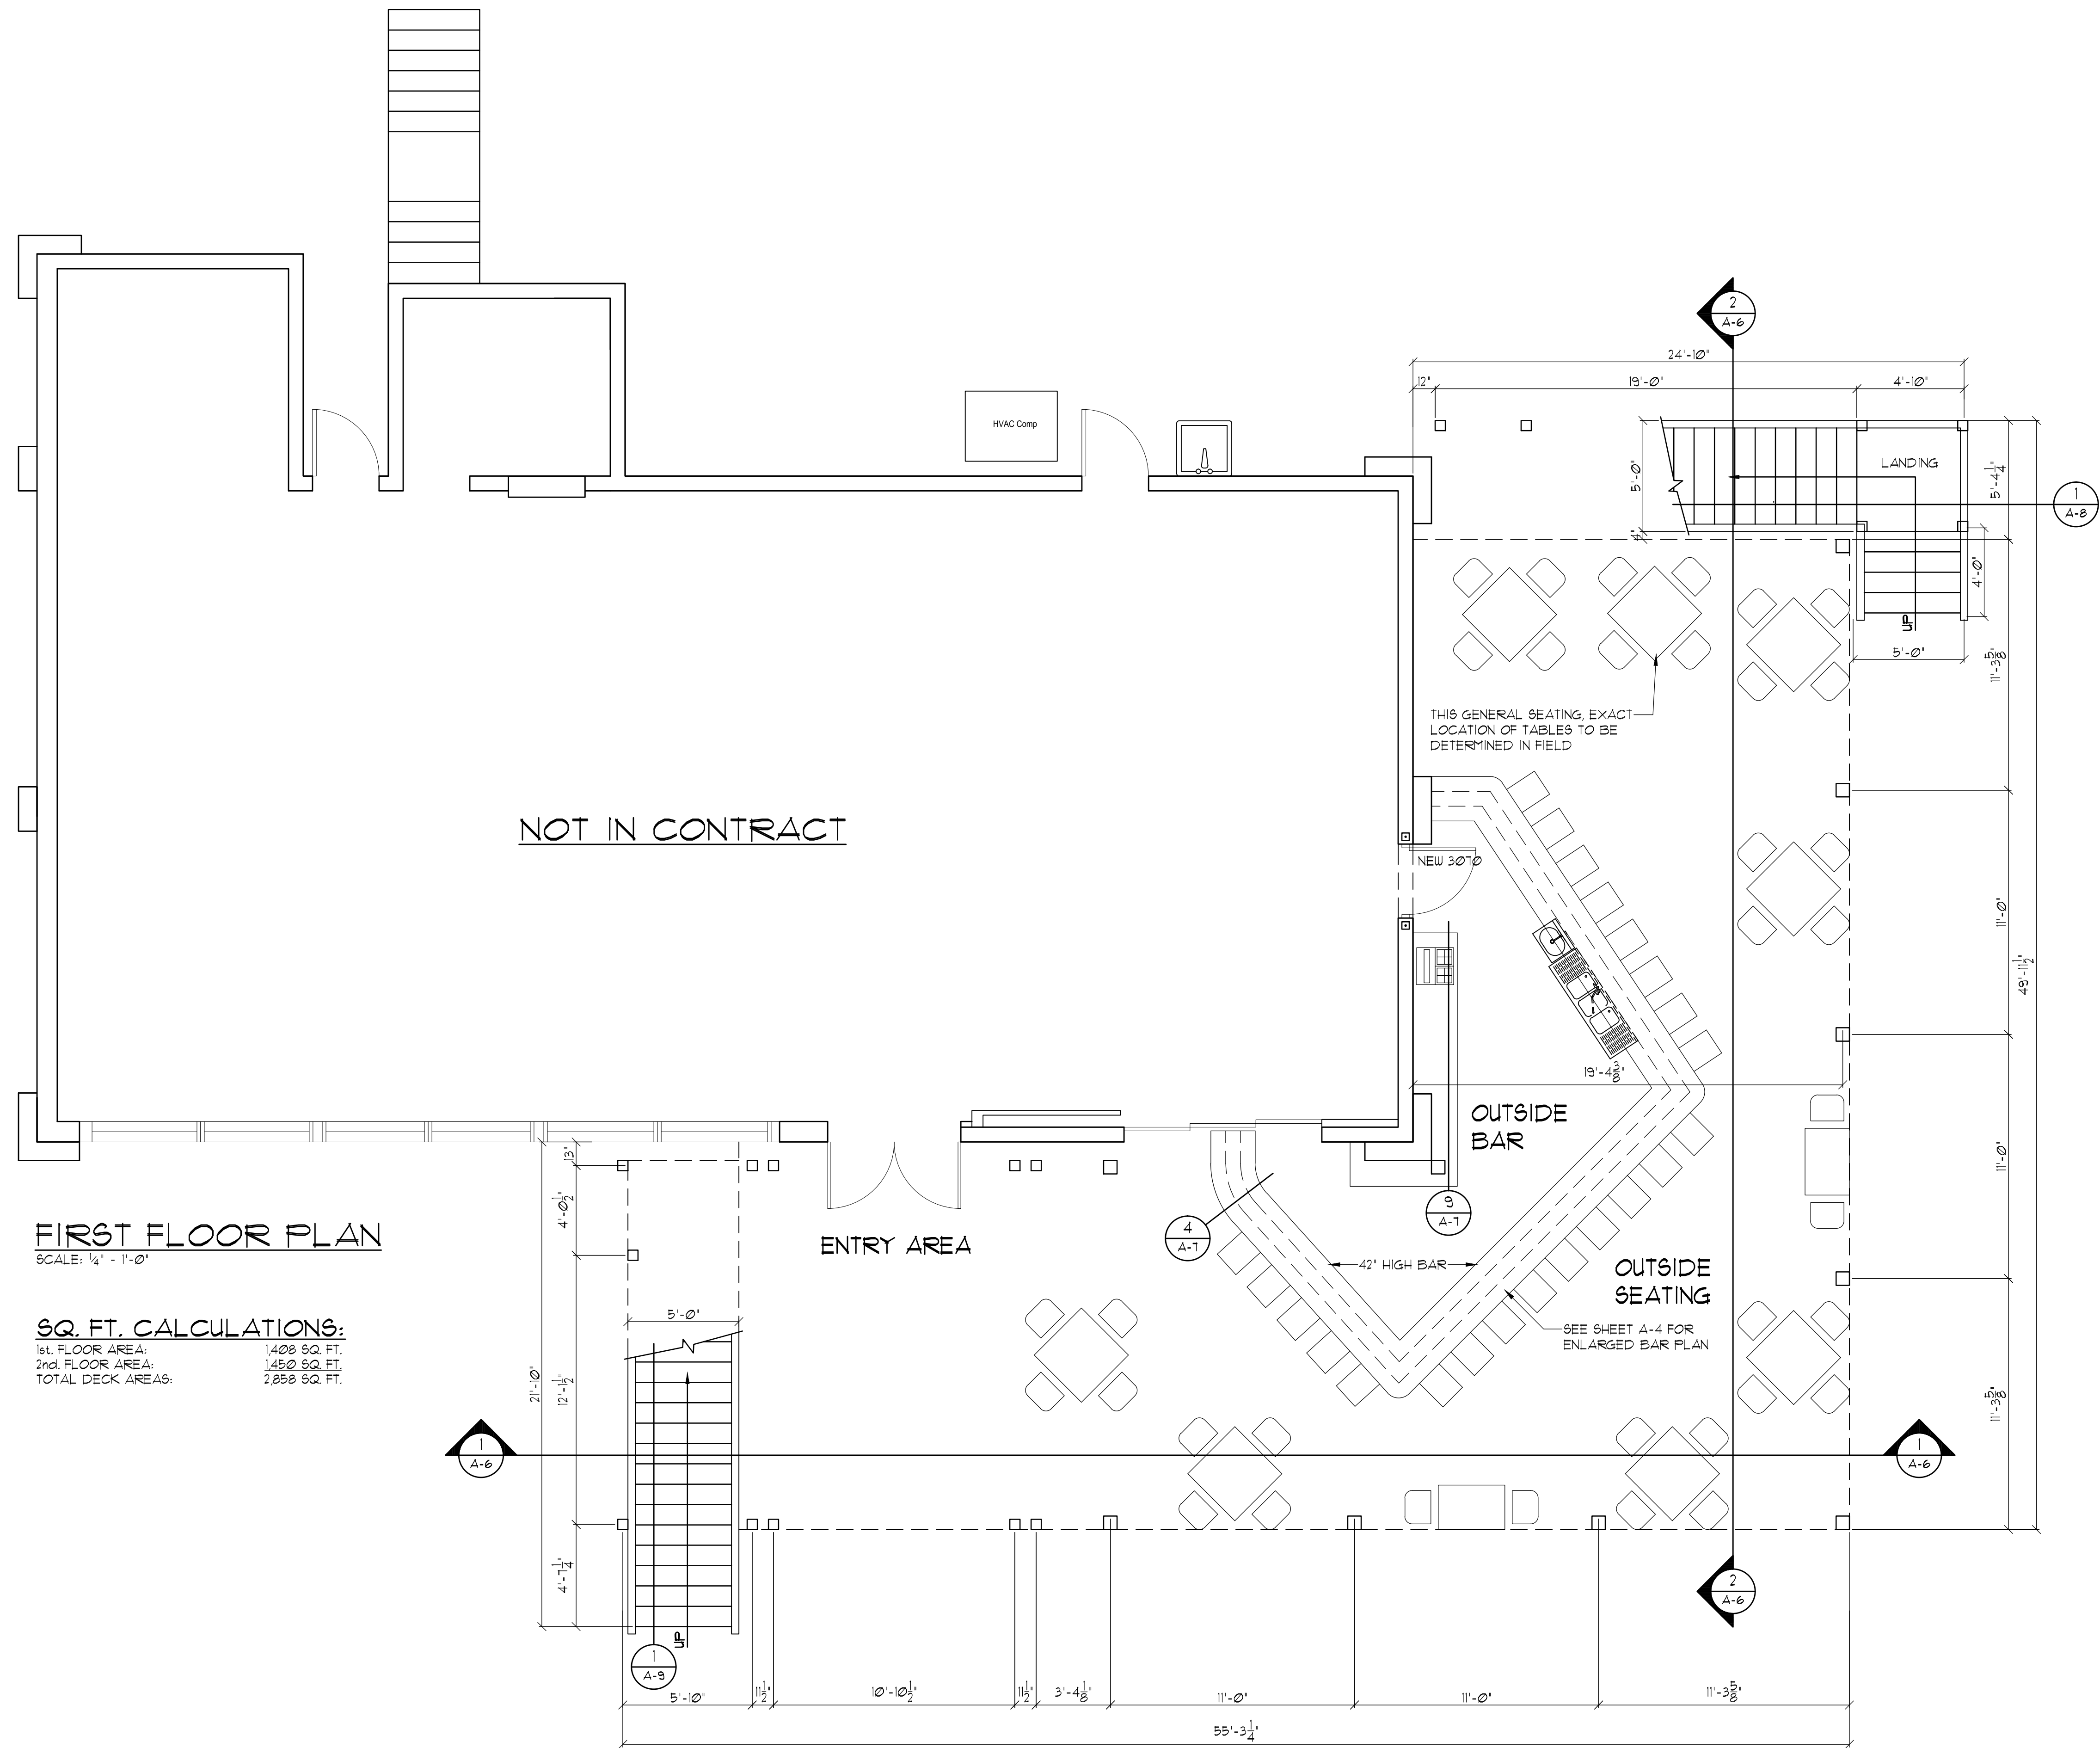 2
A-6
24'-10"
12"
19'-0"
4'-10"
HVAC Comp
LANDING
5'-0"
5'-4 1/4"
1
A-8
4"
4'-0"
UP
5'-0"
11'-3 5/8"
THIS GENERAL SEATING, EXACT
LOCATION OF TABLES TO BE
DETERMINED IN FIELD
NOT IN CONTRACT
NEW 3070
11'-0"
49'-11 1/2"
19'-4 3/8"
OUTSIDE
BAR
13"
11'-0"
4'-0 1/2"
9
A-7
4
A-7
FIRST FLOOR PLAN
SCALE: 1/4" - 1'-0"
ENTRY AREA
42" HIGH BAR
OUTSIDE
SEATING
5'-0"
SEE SHEET A-4 FOR
ENLARGED BAR PLAN
SQ. FT. CALCULATIONS:
1st. FLOOR AREA: 1,408 SQ. FT.
2nd. FLOOR AREA: 1,450 SQ. FT.
TOTAL DECK AREAS: 2,858 SQ. FT.
21'-10"
12'-1 1/2"
11'-3 5/8"
1
A-6
1
A-6
4'-7 1/4"
2
A-6
UP
1
A-9
5'-10"
11 1/2"
10'-10 1/2"
11 1/2"
3'-4 1/8"
11'-0"
11'-0"
11'-3 5/8"
55'-3 1/4"